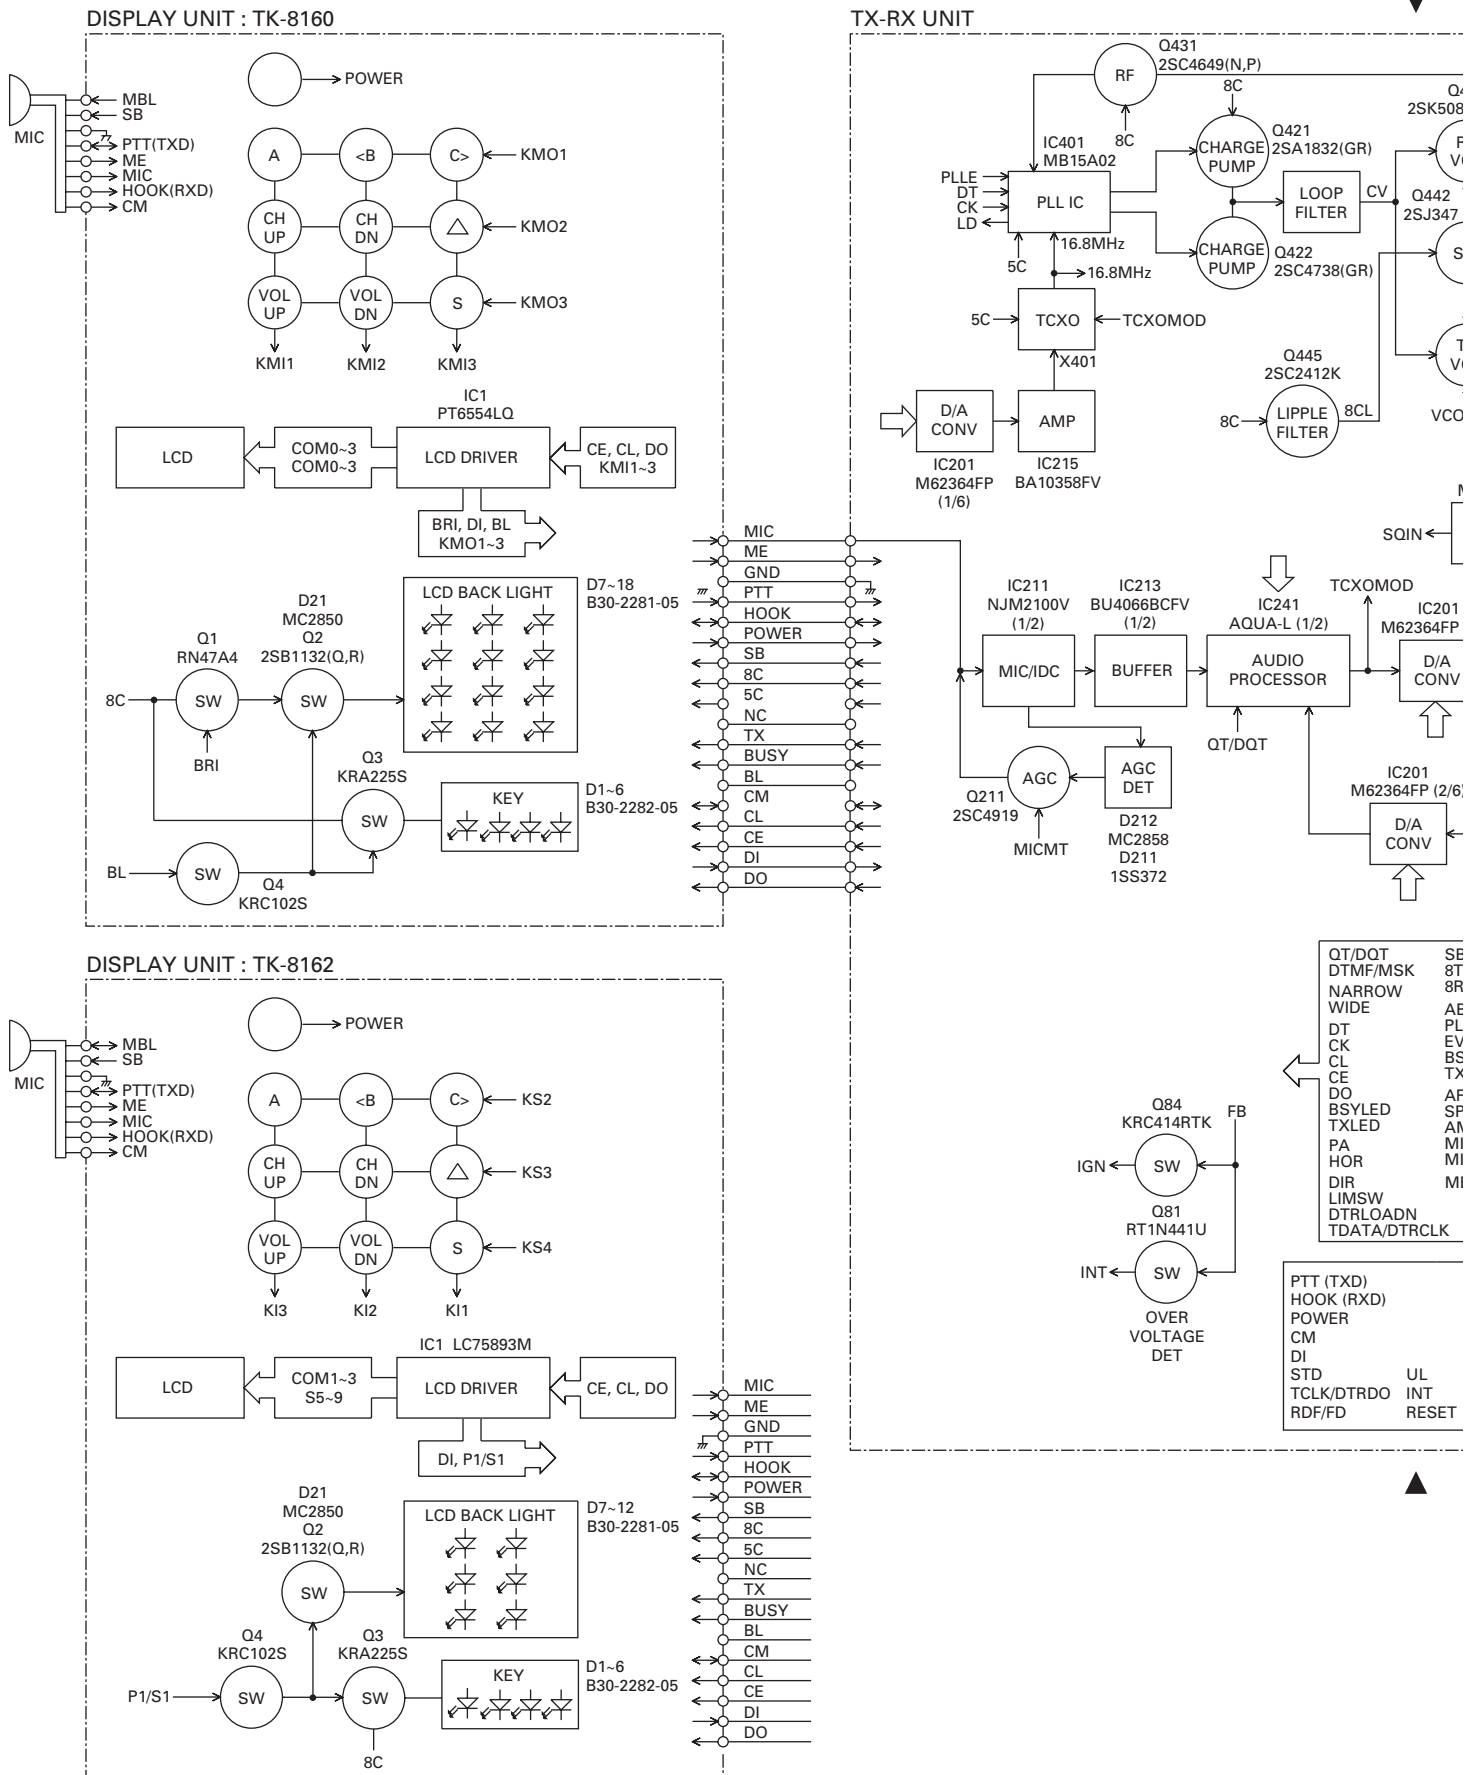 DISPLAY UNIT : TK-8160
POWER
MIC
MBL
SB
PTT(TXD)
ME
MIC
HOOK(RXD)
CM
A
<B
C>
KMO1
CH
UP
CH
DN
KMO2
VOL
UP
VOL
DN
S
KMO3
KMI1
KMI2
KMI3
IC1
PT6554LQ
LCD
COM0~3
COM0~3
LCD DRIVER
CE, CL, DO
KMI1~3
BRI, DI, BL
KMO1~3
LCD BACK LIGHT
D7~18
B30-2281-05
D21
MC2850
Q2
2SB1132(Q,R)
Q1
RN47A4
8C
SW
SW
BRI
Q3
KRA225S
SW
KEY
D1~6
B30-2282-05
BL
SW
Q4
KRC102S
MIC
ME
GND
PTT
HOOK
POWER
SB
8C
5C
NC
TX
BUSY
BL
CM
CL
CE
DI
DO
DISPLAY UNIT : TK-8162
POWER
MIC
MBL
SB
PTT(TXD)
ME
MIC
HOOK(RXD)
CM
A
<B
C>
KS2
CH
UP
CH
DN
KS3
VOL
UP
VOL
DN
S
KS4
KI3
KI2
KI1
IC1 LC75893M
LCD
COM1~3
S5~9
LCD DRIVER
CE, CL, DO
DI, P1/S1
D21
MC2850
Q2
2SB1132(Q,R)
LCD BACK LIGHT
D7~12
B30-2281-05
SW
Q4
KRC102S
Q3
KRA225S
P1/S1
SW
SW
KEY
D1~6
B30-2282-05
8C
MIC
ME
GND
PTT
HOOK
POWER
SB
8C
5C
NC
TX
BUSY
BL
CM
CL
CE
DI
DO
TX-RX UNIT
Q431
2SC4649(N,P)
RF
8C
8C
IC401
MB15A02
PLLE
DT
CK
LD
PLL IC
5C
16.8MHz
16.8MHz
CHARGE
PUMP
Q421
2SA1832(GR)
CHARGE
PUMP
Q422
2SC4738(GR)
LOOP
FILTER
CV
2SK508
Q442
2SJ347
5C
TCXO
TCXOMOD
X401
D/A
CONV
AMP
IC201
M62364FP
(1/6)
IC215
BA10358FV
Q445
2SC2412K
8C
LIPPLE
FILTER
8CL
VCO
SQIN
IC211
NJM2100V
(1/2)
IC213
BU4066BCFV
(1/2)
IC241
AQUA-L (1/2)
TCXOMOD
IC201
M62364FP
MIC/IDC
BUFFER
AUDIO
PROCESSOR
D/A
CONV
QT/DQT
AGC
AGC
DET
Q211
2SC4919
MICMT
D212
MC2858
D211
1SS372
IC201
M62364FP (2/6)
D/A
CONV
QT/DQT
DTMF/MSK
NARROW
WIDE
DT
CK
CL
CE
DO
BSYLED
TXLED
PA
HOR
DIR
LIMSW
DTRLOADN
TDATA/DTRCLK
Q84
KRC414RTK
FB
IGN
SW
Q81
RT1N441U
INT
SW
OVER
VOLTAGE
DET
PTT (TXD)
HOOK (RXD)
POWER
CM
DI
STD UL
TCLK/DTRDO INT
RDF/FD RESET